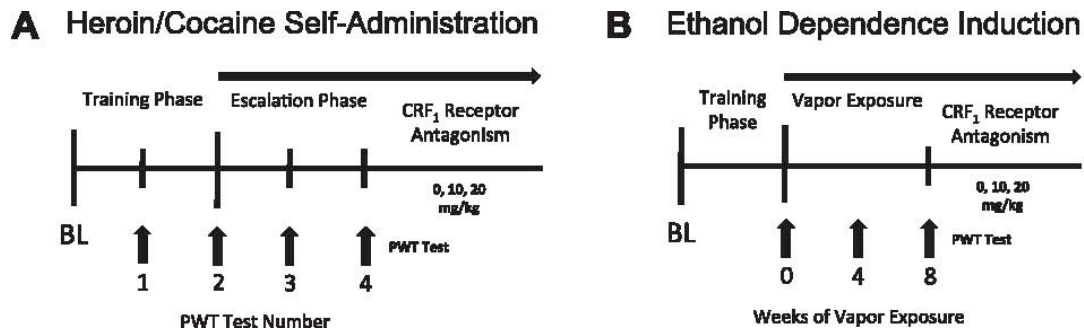 A Heroin/Cocaine Self-Administration
Training Phase
Escalation Phase
CRF₁ Receptor
Antagonism
0, 10, 20
mg/kg
BL
PWT Test
1 2 3 4
PWT Test Number
B Ethanol Dependence Induction
Training
Phase
Vapor Exposure
CRF₁ Receptor
Antagonism
0, 10, 20
mg/kg
BL
PWT Test
0 4 8
Weeks of Vapor Exposure